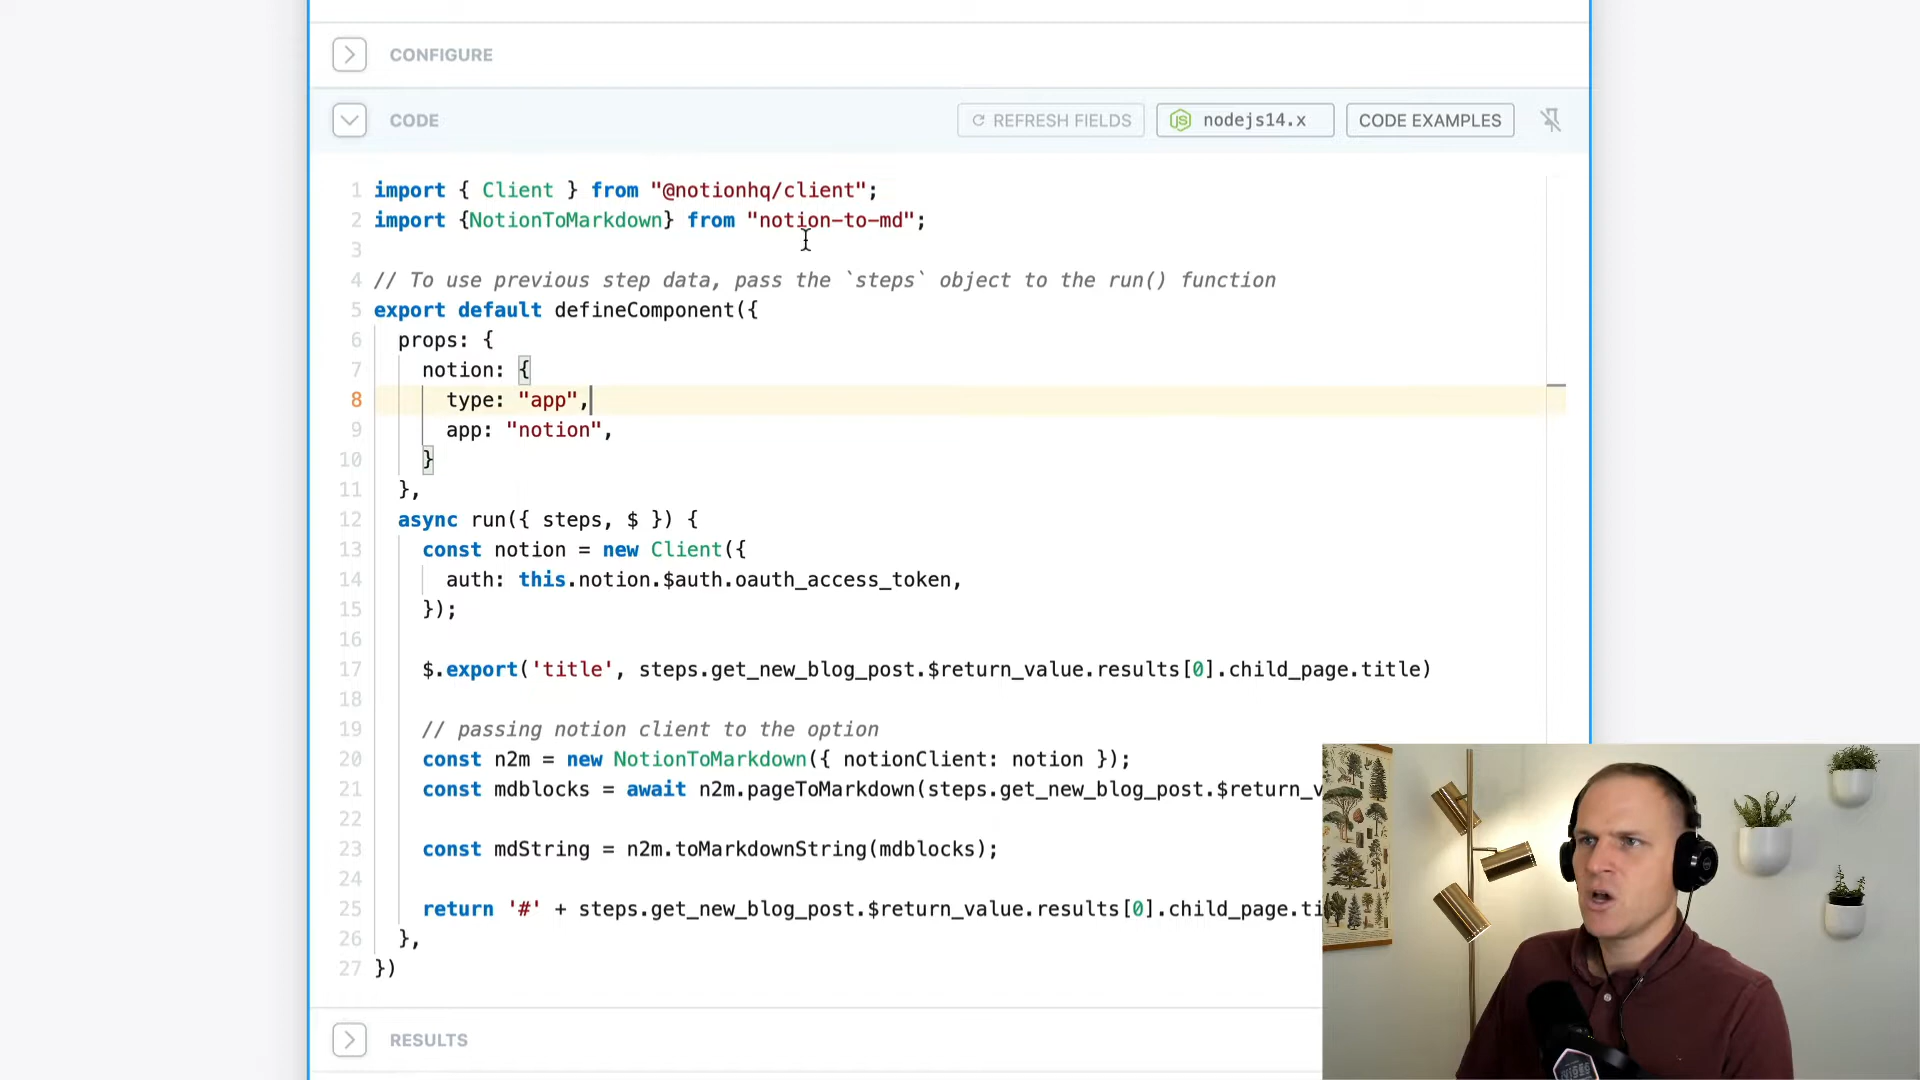 CONFIGURE
CODE
REFRESH FIELDS
nodejs14.x
CODE EXAMPLES
1 import { Client } from "@notionhq/client";
2 import {NotionToMarkdown} from "notion-to-md";
3
4 // To use previous step data, pass the `steps` object to the run() function
5 export default defineComponent({
6 props: {
7 notion: {
8 type: "app",
9 app: "notion",
10 }
11 },
12 async run({ steps, $ }) {
13 const notion = new Client({
14 auth: this.notion.$auth.oauth_access_token,
15 });
16
17 $.export('title', steps.get_new_blog_post.$return_value.results[0].child_page.title)
18
19 // passing notion client to the option
20 const n2m = new NotionToMarkdown({ notionClient: notion });
21 const mdblocks = await n2m.pageToMarkdown(steps.get_new_blog_post.$return_v
22
23 const mdString = n2m.toMarkdownString(mdblocks);
24
25 return '#' + steps.get_new_blog_post.$return_value.results[0].child_page.ti
26 },
27 })
RESULTS